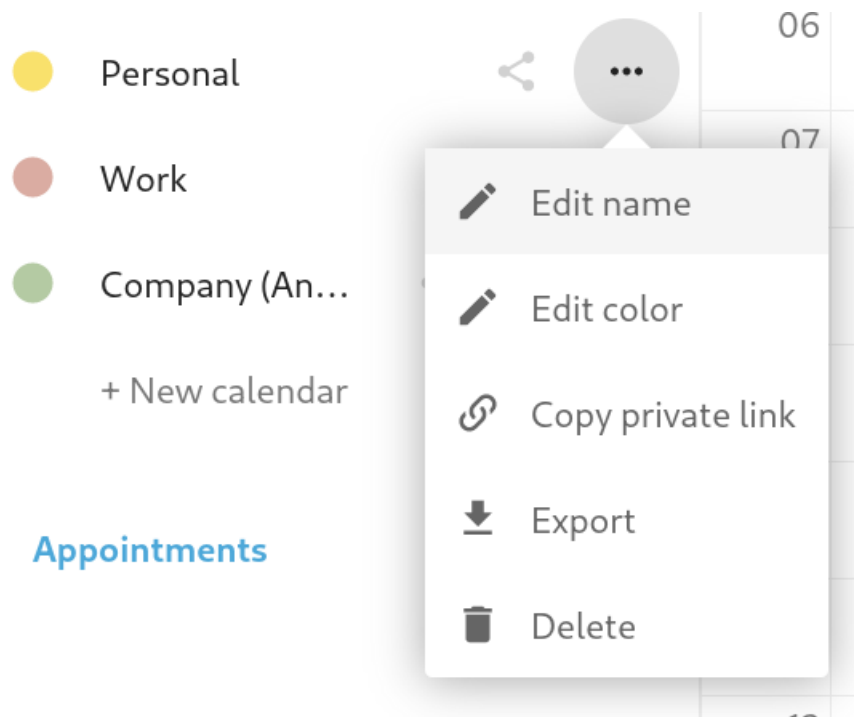 Personal
06
07
Work
Edit name
Company (An...
Edit color
+ New calendar
Copy private link
Export
Appointments
Delete